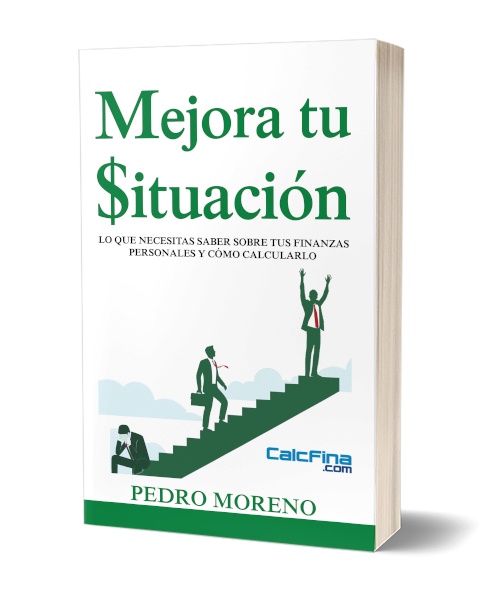 Mejora tu
$ituación
LO QUE NECESITAS SABER SOBRE TUS FINANZAS
PERSONALES Y CÓMO CALCULARLO
CalcFina
.com
PEDRO MORENO